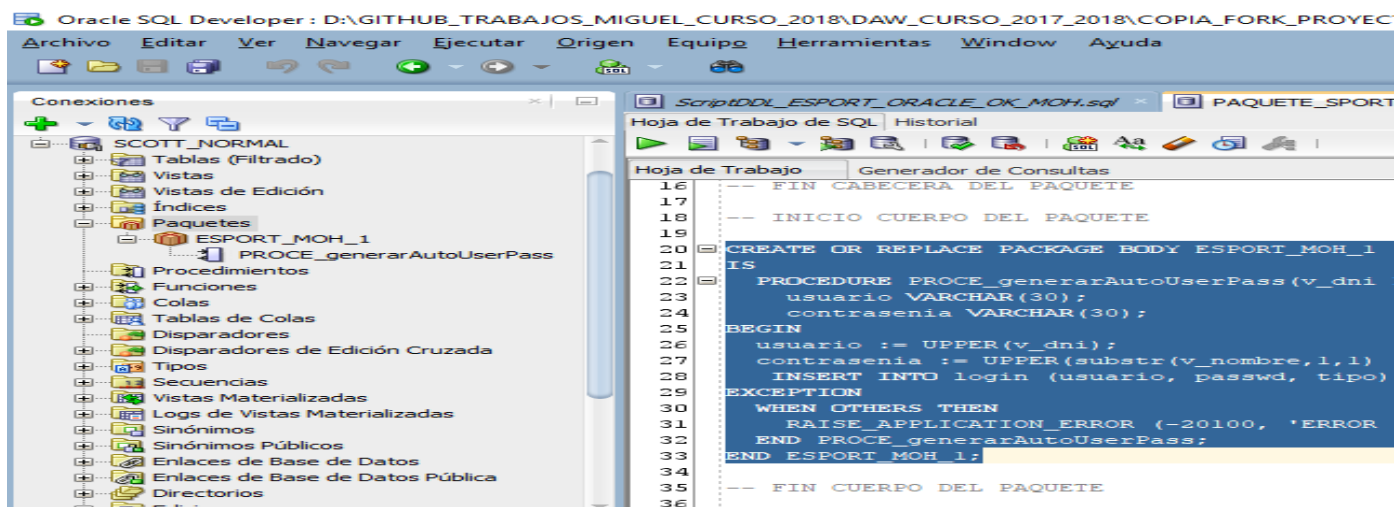 Oracle SQL Developer : D:\GITHUB_TRABAJOS_MIGUEL_CURSO_2018\DAW_CURSO_2017_2018\COPIA_FORK_PROYEC
Archivo Editar Ver Navegar Ejecutar Origen Equipo Herramientas Window Ayuda
Conexiones
SCOTT_NORMAL
Tablas (Filtrado)
Vistas
Vistas de Edición
Índices
Paquetes
ESPORT_MOH_1
PROCE_generarAutoUserPass
Procedimientos
Funciones
Colas
Tablas de Colas
Disparadores
Disparadores de Edición Cruzada
Tipos
Secuencias
Vistas Materializadas
Logs de Vistas Materializadas
Sinónimos
Sinónimos Públicos
Enlaces de Base de Datos
Enlaces de Base de Datos Pública
Directorios
ScriptDDL_ESPORT_ORACLE_OK_MOH.sql PAQUETE_SPORT
Hoja de Trabajo de SQL Historial
Hoja de Trabajo Generador de Consultas
16 -- FIN CABECERA DEL PAQUETE
17
18 -- INICIO CUERPO DEL PAQUETE
19
20 CREATE OR REPLACE PACKAGE BODY ESPORT_MOH_1
21 IS
22 PROCEDURE PROCE_generarAutoUserPass(v_dni
23 usuario VARCHAR(30);
24 contrasenia VARCHAR(30);
25 BEGIN
26 usuario := UPPER(v_dni);
27 contrasenia := UPPER(substr(v_nombre,1,1)
28 INSERT INTO login (usuario, passwd, tipo)
29 EXCEPTION
30 WHEN OTHERS THEN
31 RAISE_APPLICATION_ERROR (-20100, 'ERROR
32 END PROCE_generarAutoUserPass;
33 END ESPORT_MOH_1;
34
35 -- FIN CUERPO DEL PAQUETE
36